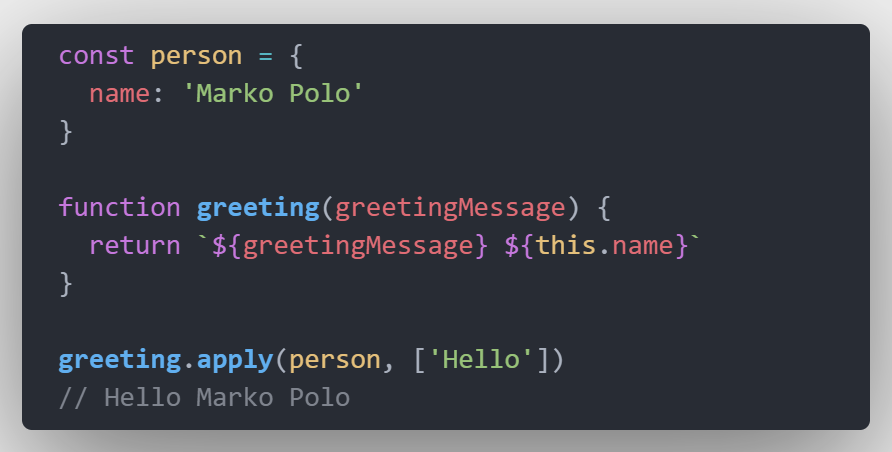 const person = {
  name: 'Marko Polo'
}

function greeting(greetingMessage) {
  return `${greetingMessage} ${this.name}`
}

greeting.apply(person, ['Hello'])
// Hello Marko Polo